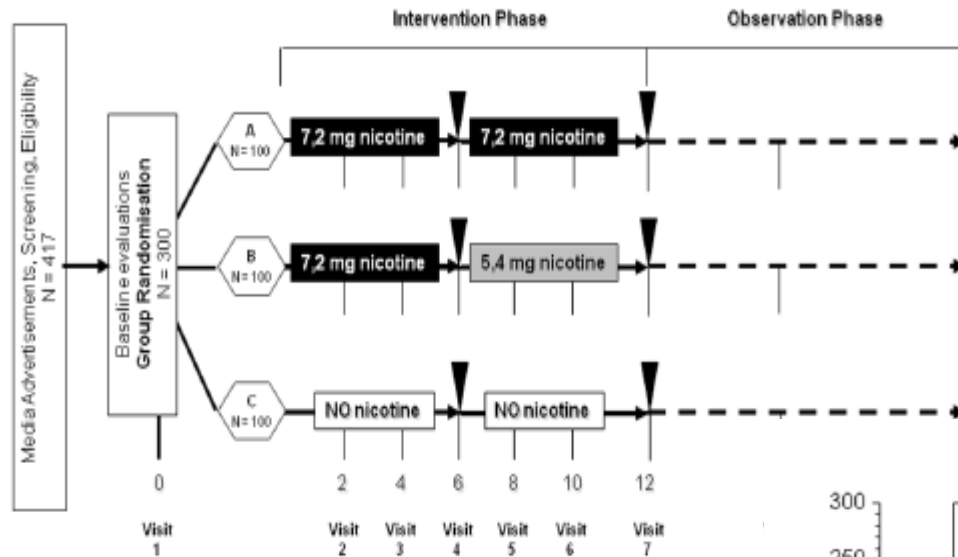 Intervention Phase
Observation Phase
Media Advertisements, Screening, Eligibility
N = 417
Baseline evaluations
Group Randomisation
N = 300
A
N= 100
7,2 mg nicotine
7,2 mg nicotine
B
N= 100
7,2 mg nicotine
5,4 mg nicotine
C
N= 100
NO nicotine
NO nicotine
0
2
4
6
8
10
12
Visit
1
Visit
2
Visit
3
Visit
4
Visit
5
Visit
6
Visit
7
300